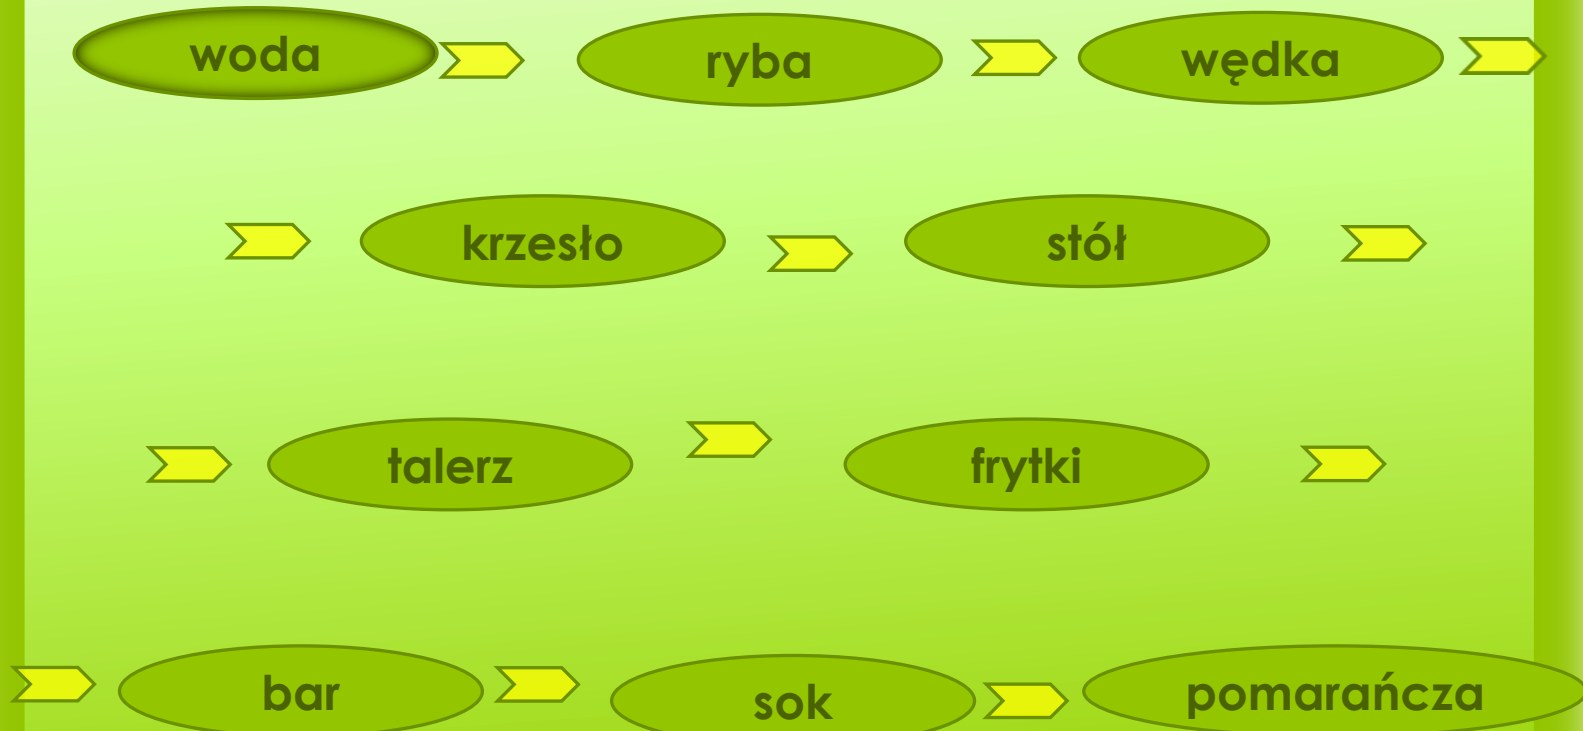 woda ryba wędka
krzesło stół
talerz frytki
bar sok pomarańcza